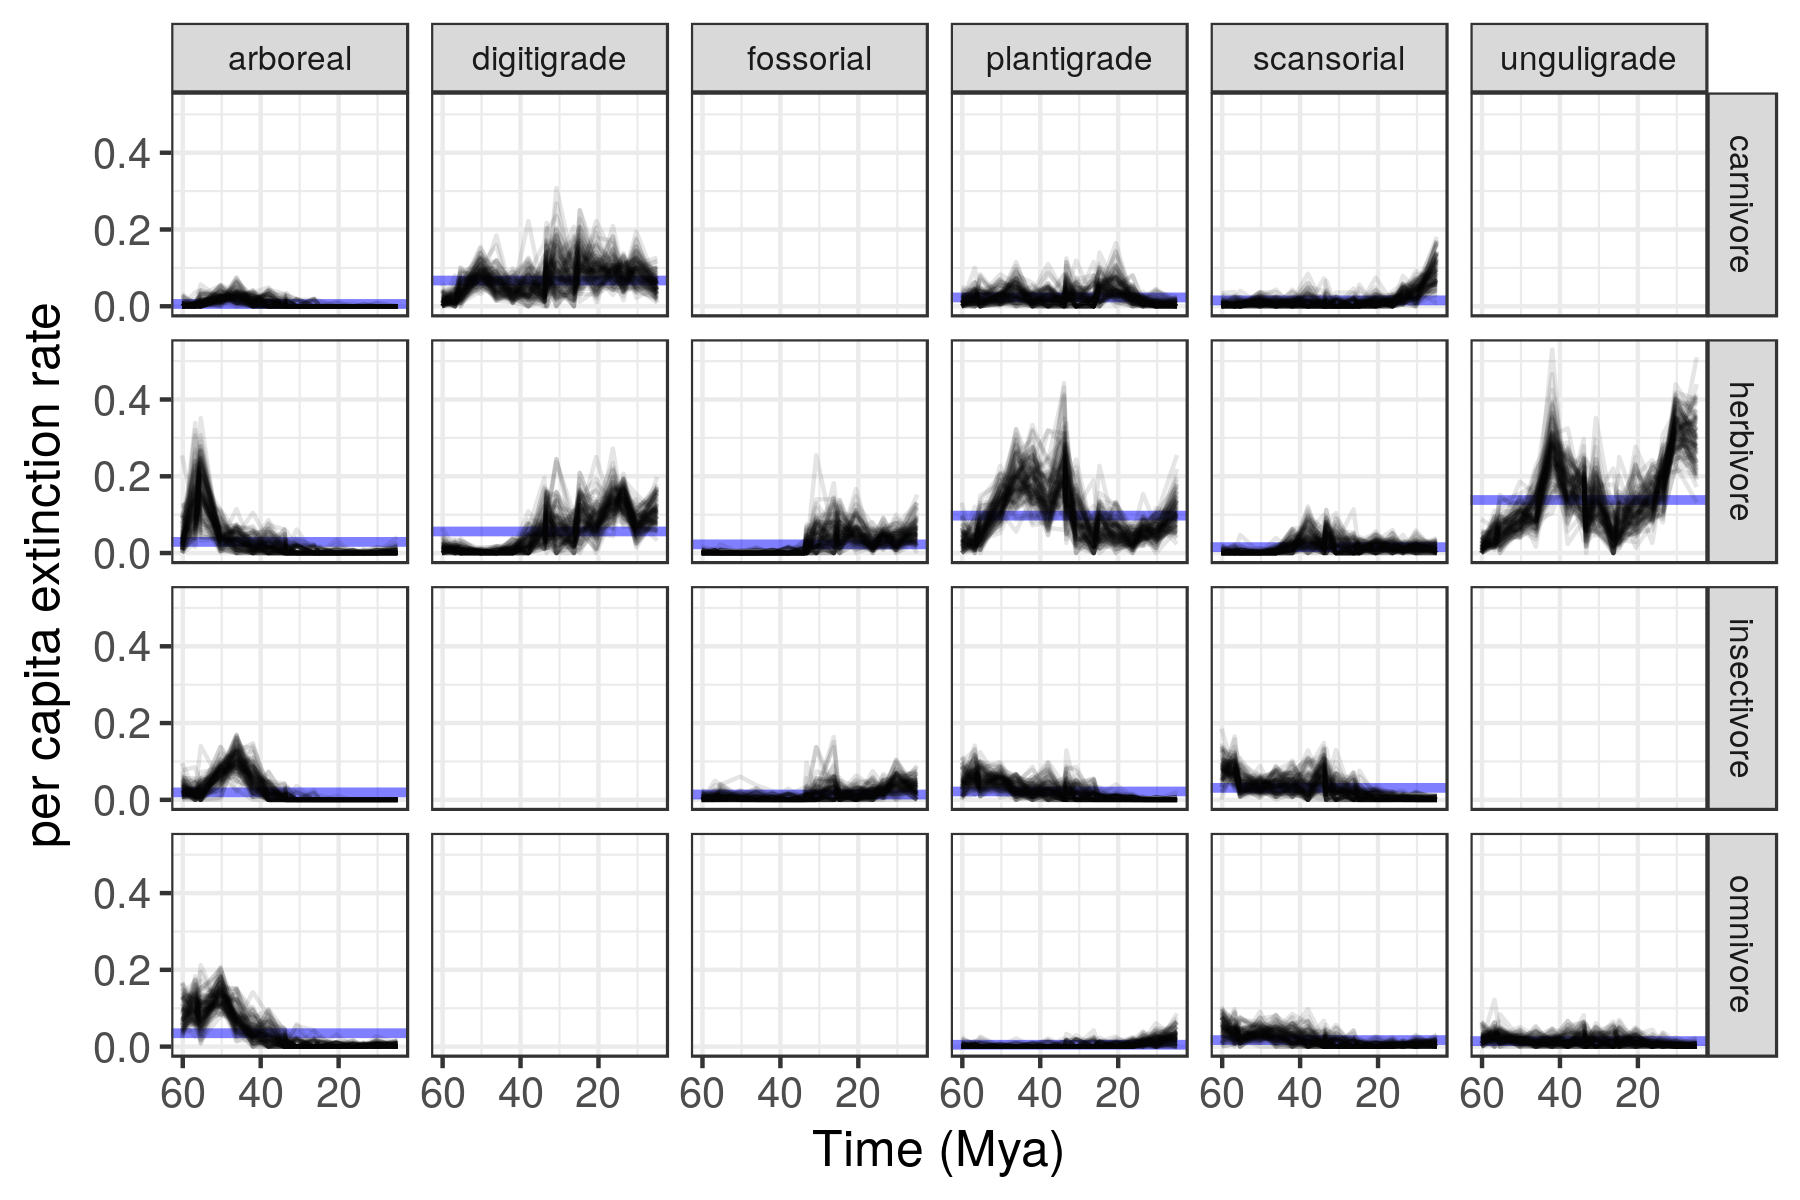 arboreal digitigrade fossorial plantigrade scansorial unguligrade
per capita extinction rate
0.4
0.2
0.0
carnivore
0.4
0.2
0.0
herbivore
0.4
0.2
0.0
insectivore
0.4
0.2
0.0
omnivore
60 40 20 60 40 20 60 40 20 60 40 20 60 40 20 60 40 20
Time (Mya)